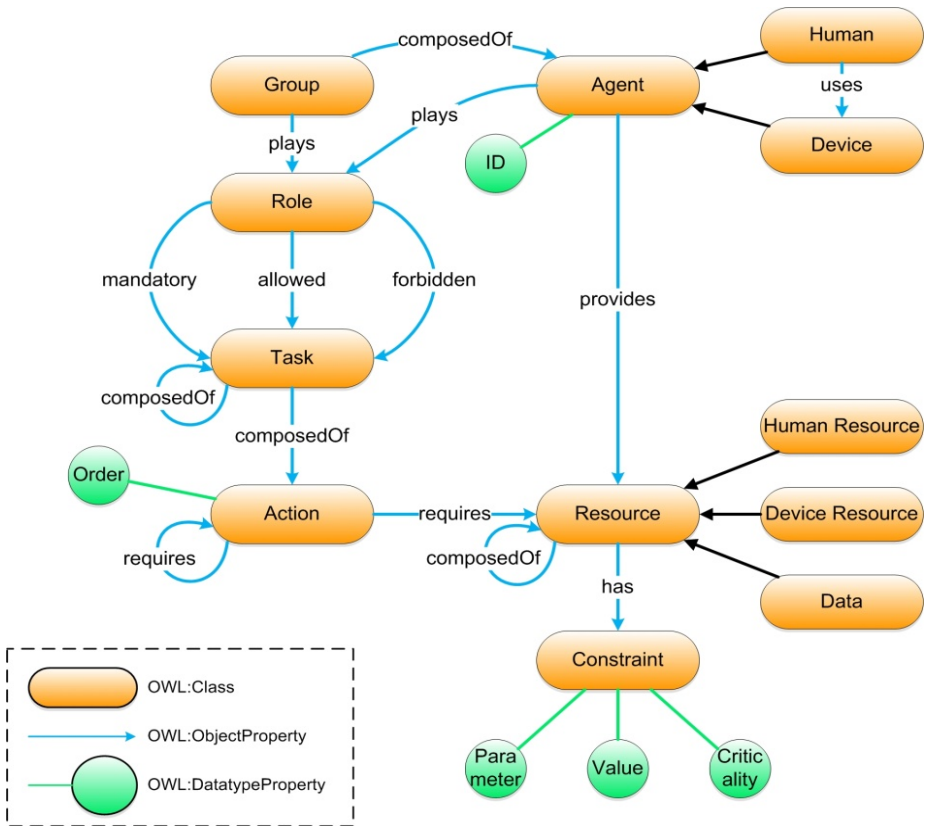 composedOf
Human
Group
Agent
uses
plays
plays
Device
ID
Role
mandatory
allowed
forbidden
provides
Task
composedOf
composedOf
Human Resource
Order
Action
requires
Resource
Device Resource
requires
composedOf
has
Data
Constraint
OWL:Class
OWL:ObjectProperty
OWL:DatatypeProperty
Para
meter
Value
Critic
ality